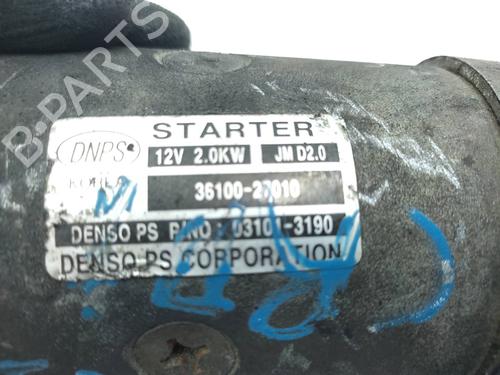 B-PARTS
STARTER
DNPS 12V 2.0KW JM D2.0
KOREA 36100-27010
DENSO PS P/NO : 03101-3190
DENSO PS CORPORATION